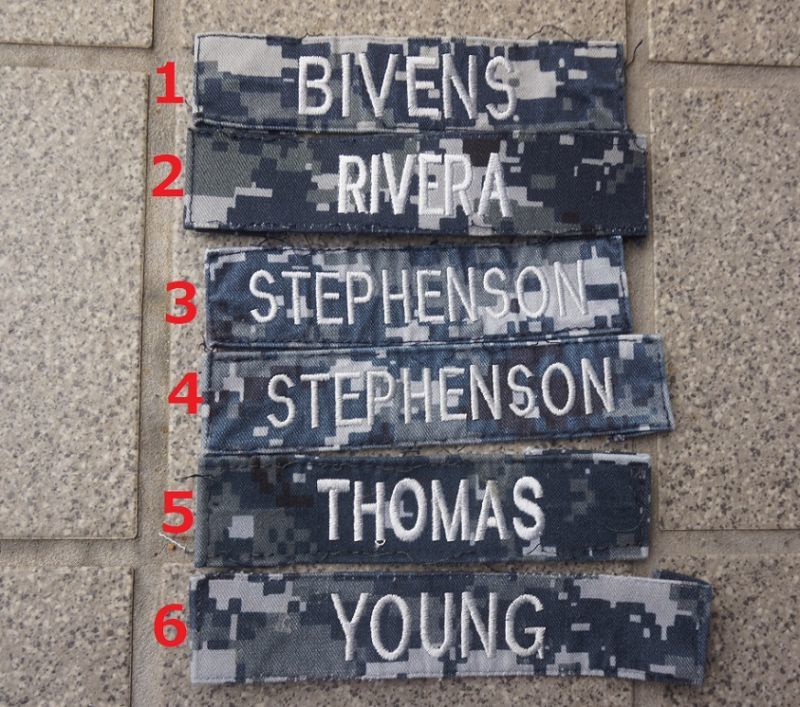 1 BIVENS
2 RIVERA
3 STEPHENSON
4 STEPHENSON
5 THOMAS
6 YOUNG